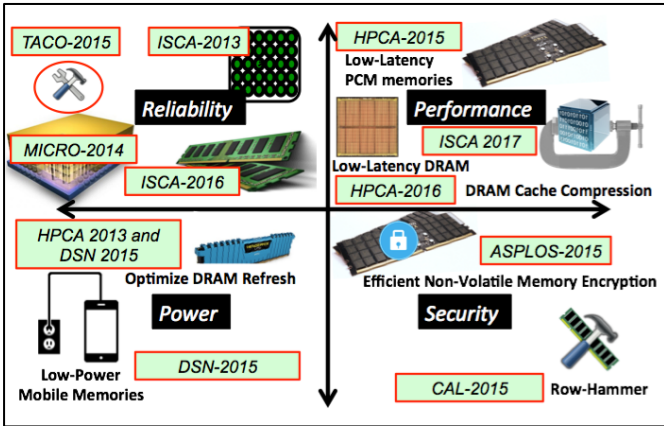 TACO-2015
ISCA-2013
Reliability
MICRO-2014
ISCA-2016
HPCA-2015
Low-Latency
PCM memories
Performance
ISCA 2017
Low-Latency DRAM
HPCA-2016
DRAM Cache Compression
HPCA 2013 and
DSN 2015
Optimize DRAM Refresh
Power
Low-Power
Mobile Memories
DSN-2015
ASPLOS-2015
Efficient Non-Volatile Memory Encryption
Security
CAL-2015
Row-Hammer